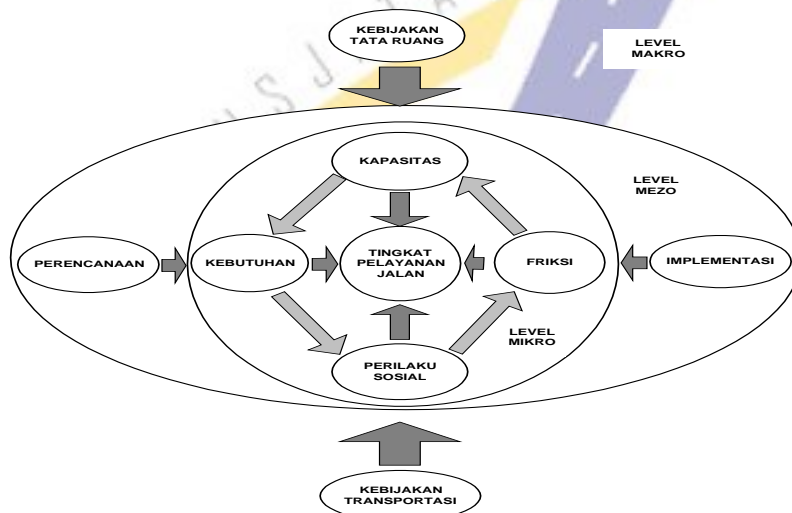 KEBIJAKAN
TATA RUANG
LEVEL
MAKRO
N S J A T A
KAPASITAS
LEVEL
MEZO
PERENCANAAN
KEBUTUHAN
TINGKAT
PELAYANAN
JALAN
FRIKSI
IMPLEMENTASI
LEVEL
MIKRO
PERILAKU
SOSIAL
KEBIJAKAN
TRANSPORTASI